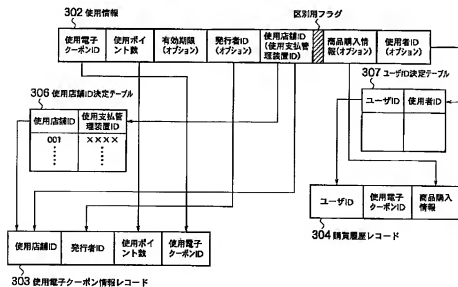 302 使用情報
区別用フラグ
使用電子
クーポンID
使用ポイ
ント数
有効期限
(オプション)
発行者ID
(オプション)
使用店舗ID
(使用支払管
理装置ID)
商品購入情
報(オプション)
使用者ID
(オプション)
306 使用店舗ID決定テーブル
使用店舗ID
使用支払管
理装置ID
001
××××
307 ユーザID決定テーブル
ユーザID
使用者ID
ユーザID
使用電子
クーポンID
商品購入
情報
304 購買履歴レコード
使用店舗ID
発行者ID
使用ポイ
ント数
使用電子
クーポンID
303 使用電子クーポン情報レコード